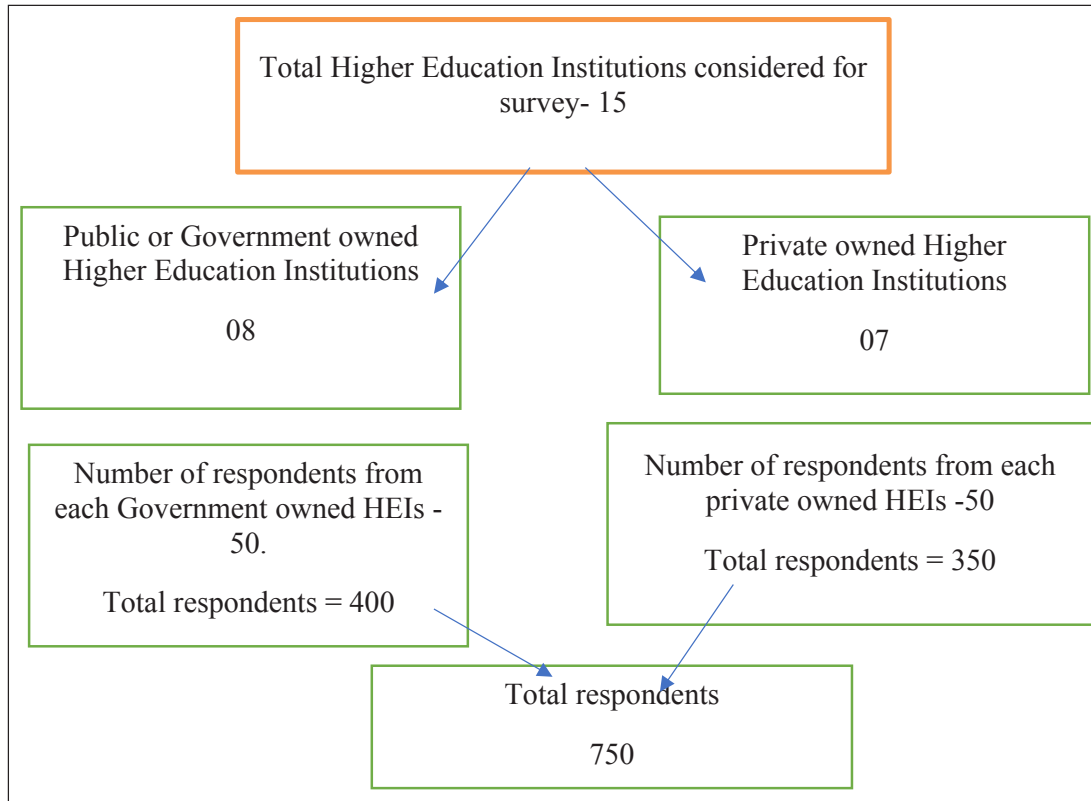 Total Higher Education Institutions considered for
survey- 15
Public or Government owned
Higher Education Institutions
08
Private owned Higher
Education Institutions
07
Number of respondents from
each Government owned HEIs -
50.
Total respondents = 400
Number of respondents from each
private owned HEIs -50
Total respondents = 350
Total respondents
750